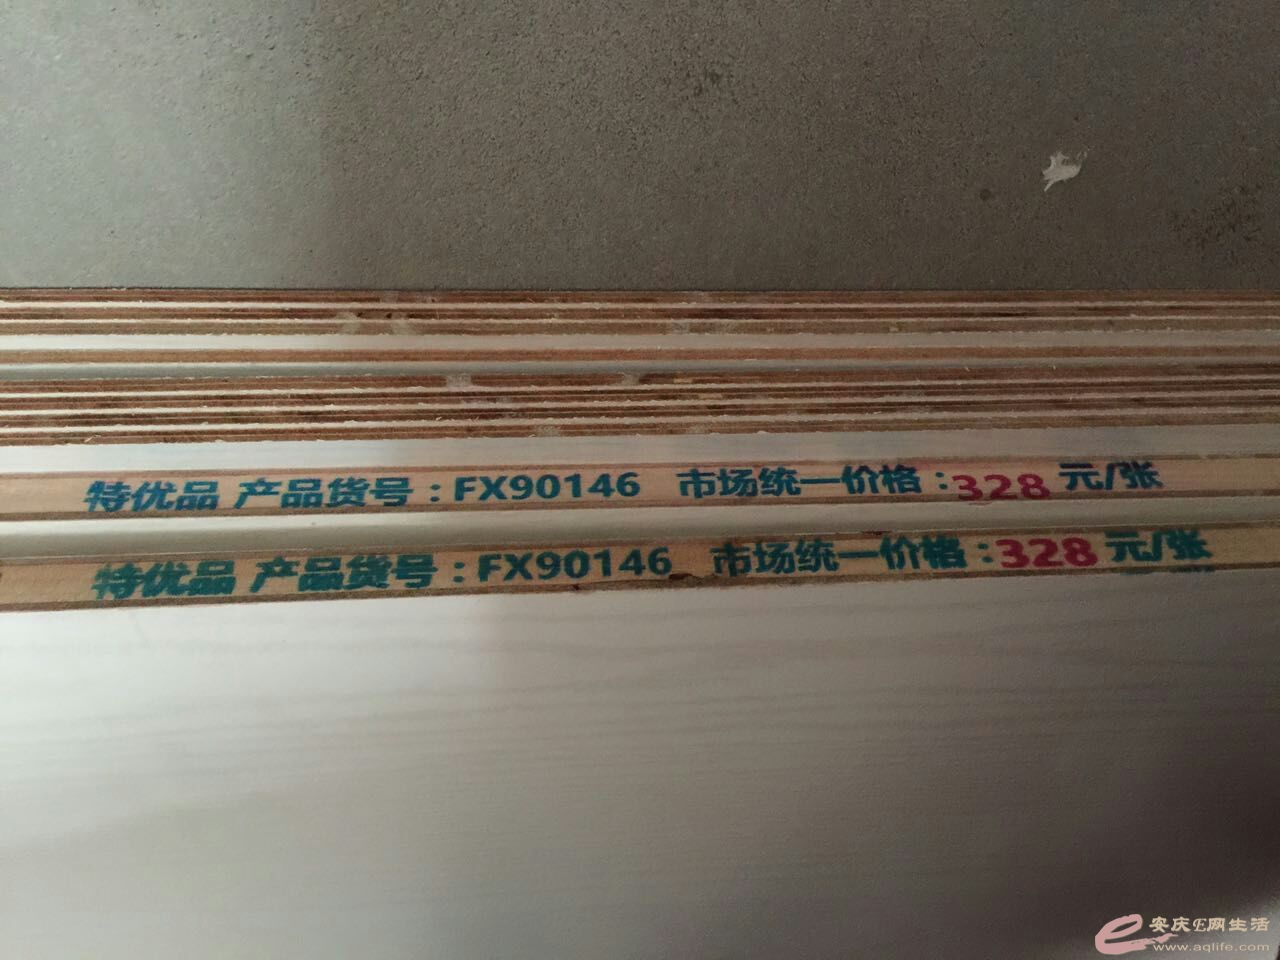 特优品 产品货号：FX90146 市场统一价格：328 元/张
特优品 产品货号：FX90146 市场统一价格：328 元/张
安庆E网生活
www.aqlife.com